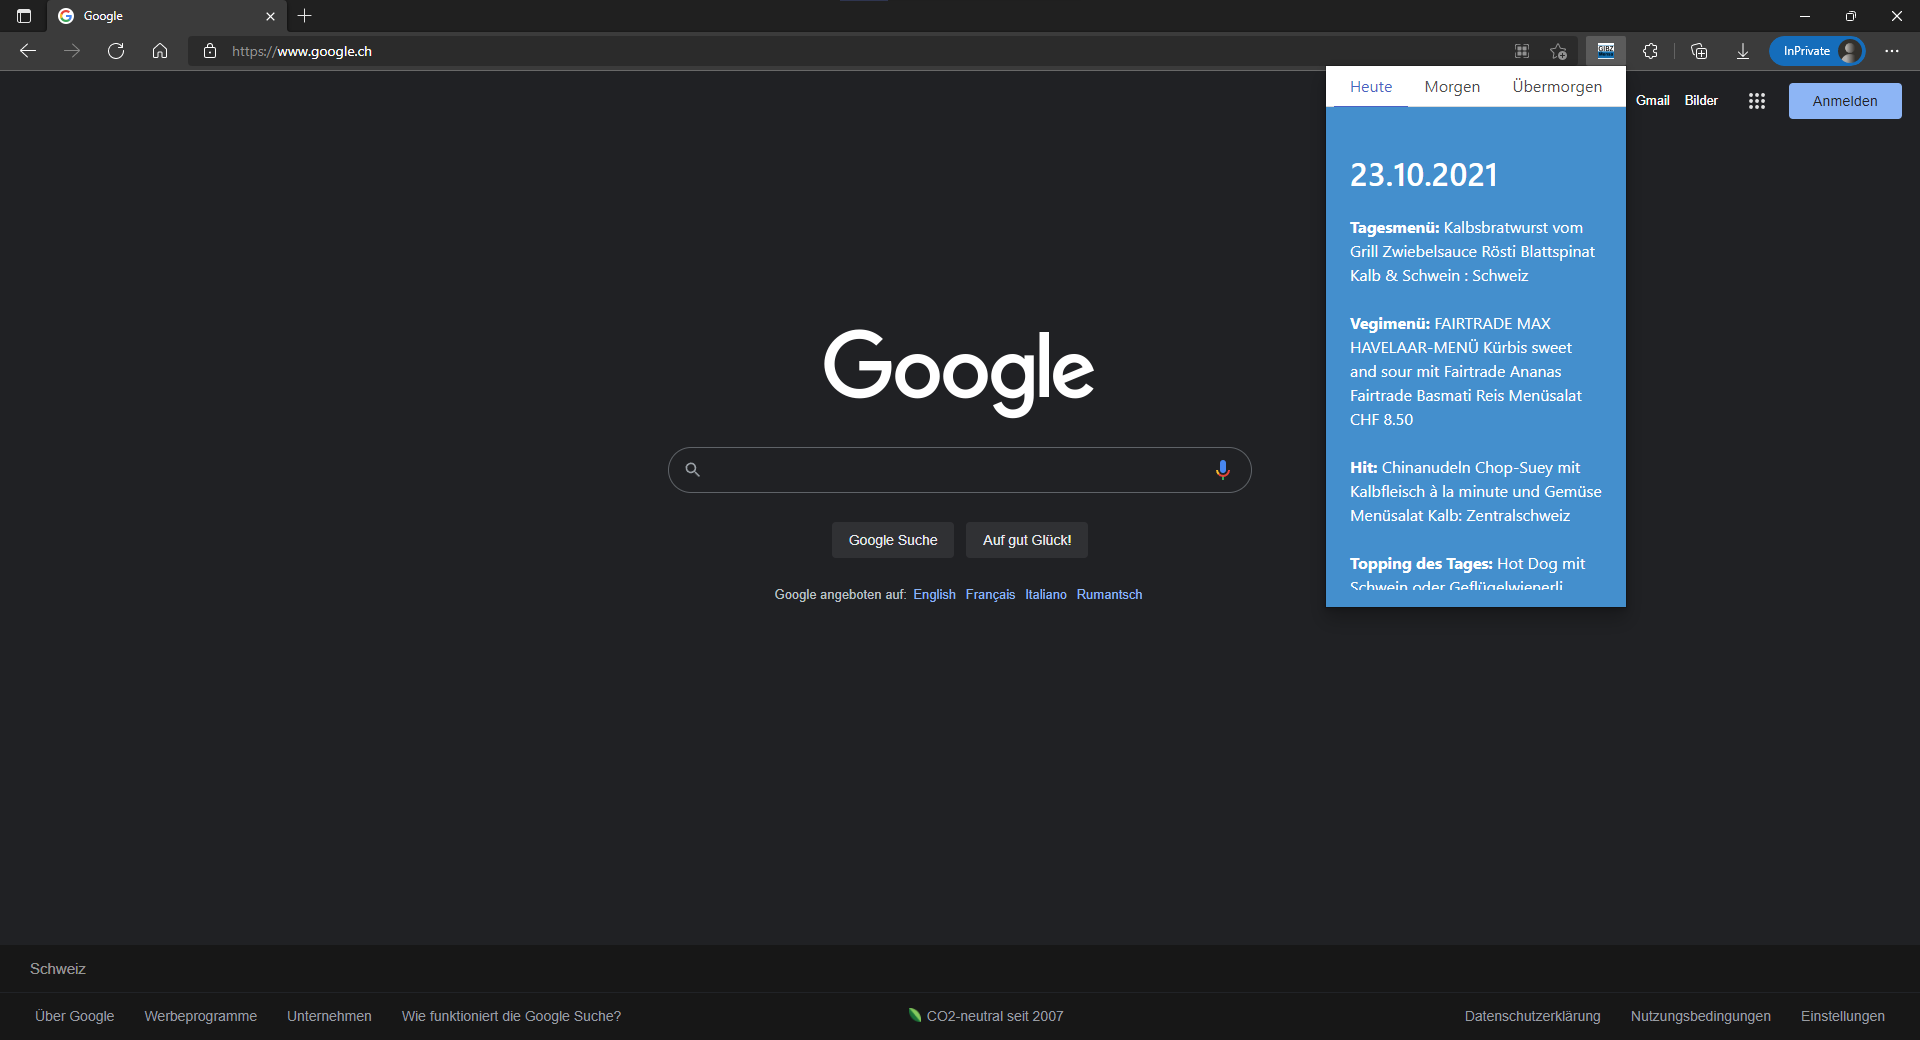 Google
https://www.google.ch
InPrivate
Heute Morgen Übermorgen
Gmail Bilder
Anmelden
23.10.2021
Tagesmenü: Kalbsbratwurst vom
Grill Zwiebelsauce Rösti Blattspinat
Kalb & Schwein : Schweiz
Vegimenü: FAIRTRADE MAX
HAVELAAR-MENÜ Kürbis sweet
and sour mit Fairtrade Ananas
Fairtrade Basmati Reis Menüsalat
CHF 8.50
Hit: Chinanudeln Chop-Suey mit
Kalbfleisch à la minute und Gemüse
Menüsalat Kalb: Zentralschweiz
Topping des Tages: Hot Dog mit
Schwein oder Geflügelwienerli
Google
Google Suche
Auf gut Glück!
Google angeboten auf: English Français Italiano Rumantsch
Schweiz
Über Google Werbeprogramme Unternehmen Wie funktioniert die Google Suche?
CO2-neutral seit 2007
Datenschutzerklärung Nutzungsbedingungen Einstellungen